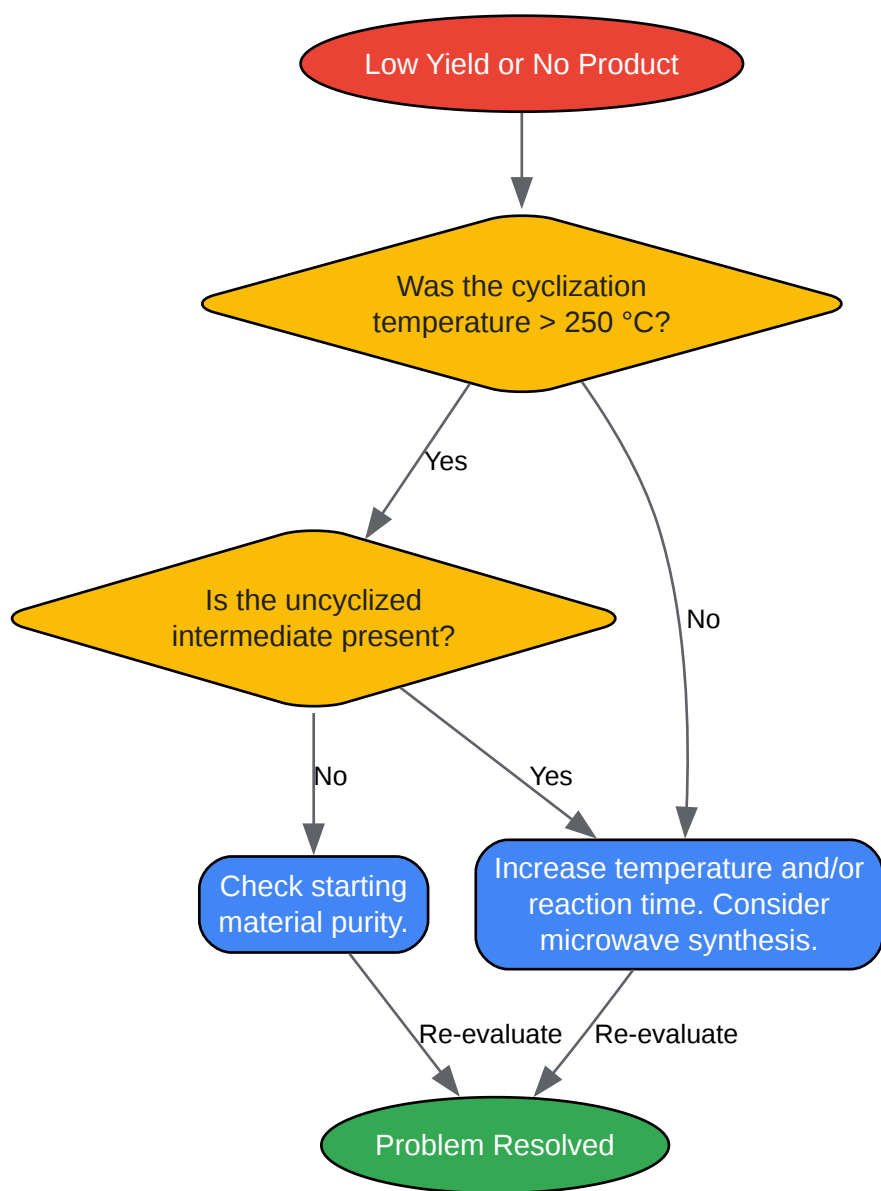 Low Yield or No Product
Was the cyclization
temperature > 250 °C?
Yes
Is the uncyclized
intermediate present?
No
No
Yes
Check starting
material purity.
Increase temperature and/or
reaction time. Consider
microwave synthesis.
Re-evaluate
Re-evaluate
Problem Resolved